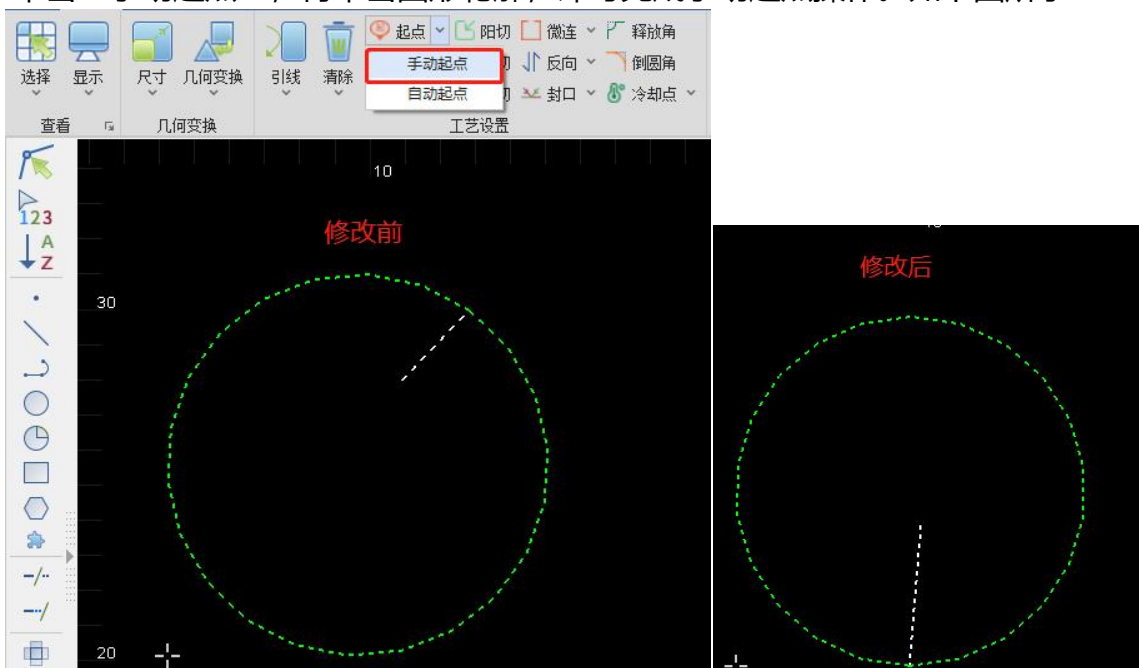 起点 阳切 微连 释放角
选择 显示 尺寸 几何变换 引线 清除 手动起点 切 反向 倒圆角
自动起点 切 封口 冷却点
查看 几何变换 工艺设置
10
123
修改前
A
Z
修改后
30
20